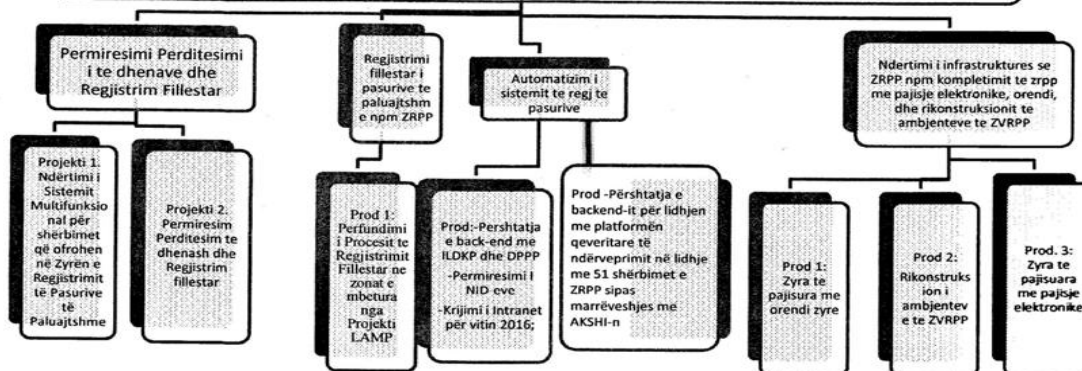 Permiresimi Perditesimi
i te dhenave dhe
Regjistrim Fillestar
Regjistrimi
fillestar i
pasurive te
paluajtshm
e npm ZRPP
Automatizim i
sistemit te regj te
pasurive
Ndertimi i infrastruktures se
ZRPP npm kompletimit te zrpp
me pajisje elektronike, orendi,
dhe rikonstruksionit te
ambjenteve te ZVRPP
Projekti 1.
Ndërtimi i
Sistemit
Multifunksio
nal për
shërbimet
që ofrohen
në Zyrën e
Regjistrimit
të Pasurive
të
Paluajtshme
Projekti 2.
Permiresim
Perditesim te
dhenash dhe
Regjistrim
fillestar
Prod 1:
Perfundimi
i Procesit te
Regjistrimit
Fillestar ne
zonat e
mbetura
nga
Projekti
LAMP
Prod:-Pershtatja
e back-end me
ILDKP dhe DPPP
-Permiresimi I
NID-eve
-Krijimi i Intranet
për vitin 2016;
Prod -Përshtatja e
backend-it për lidhjen
me platformën
qeveritare të
ndërveprimit në lidhje
me 51 shërbimet e
ZRPP sipas
marrëveshjes me
AKSHI-n
Prod 1:
Zyra te
pajisura me
orendi zyre
Prod 2:
Rikonstruks
ion i
ambjentev
e te ZVRPP
Prod. 3:
Zyra te
pajisuara
me pajisje
elektronike